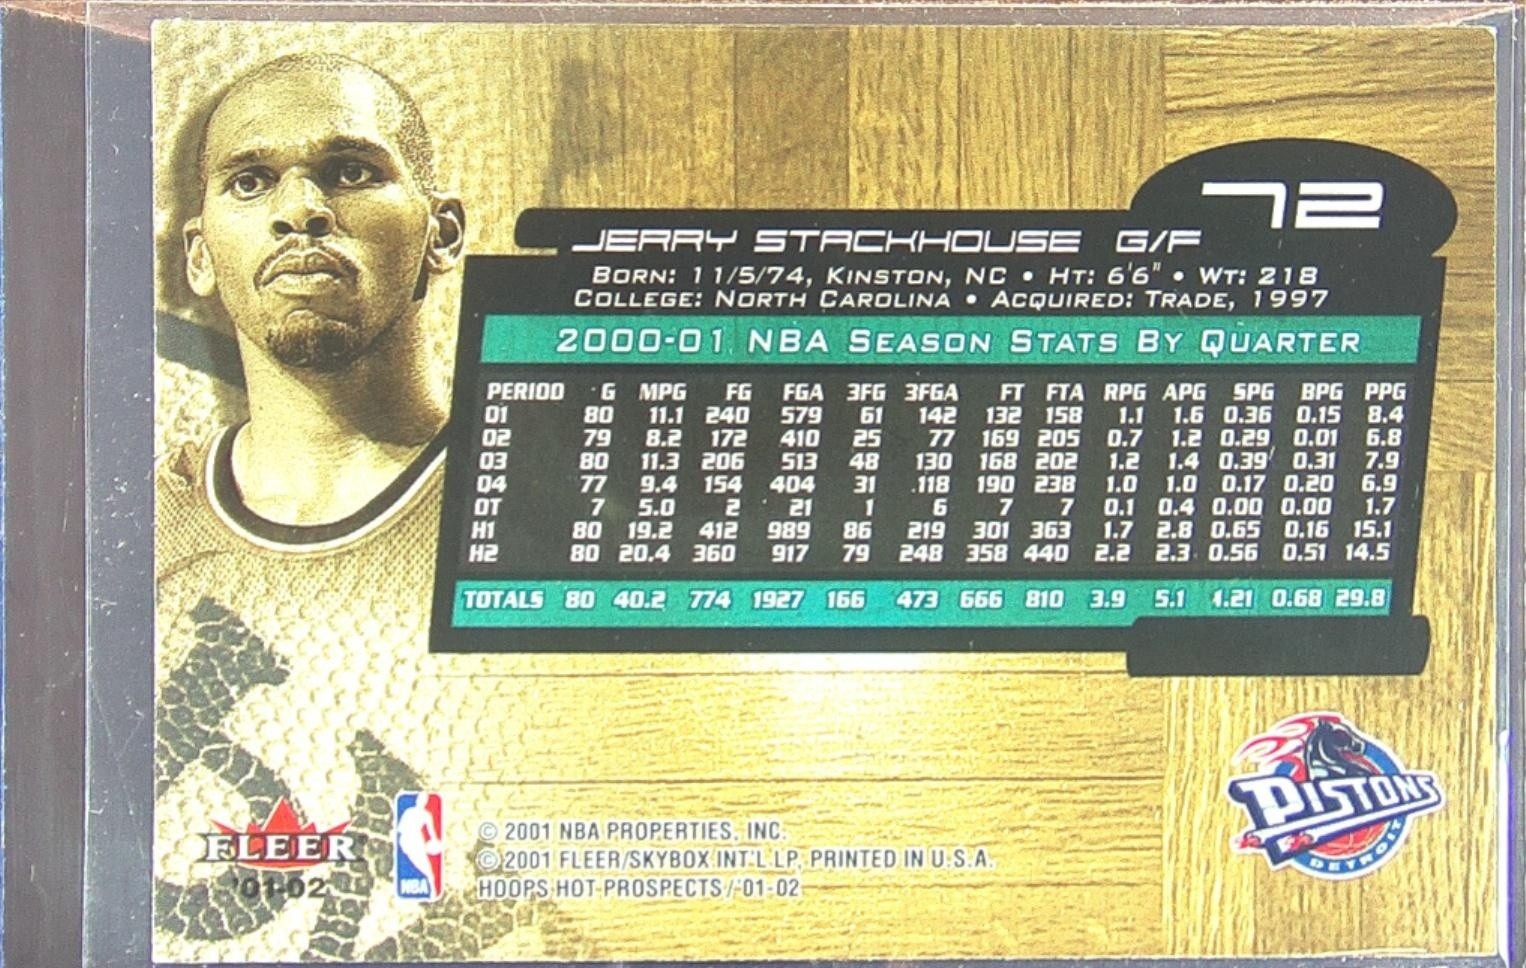 72
JERRY STACKHOUSE G/F
BORN: 11/5/74, KINSTON, NC • HT: 6'6" • WT: 218
COLLEGE: NORTH CAROLINA • ACQUIRED: TRADE, 1997
2000-01 NBA SEASON STATS BY QUARTER
PERIOD G MPG FG FGA 3FG 3FGA FT FTA RPG APG SPG BPG PPG
Q1 80 11.1 240 579 61 142 132 158 1.1 1.6 0.36 0.15 8.4
Q2 79 8.2 172 410 25 77 169 205 0.7 1.2 0.29 0.01 6.8
Q3 80 11.3 206 513 48 130 168 202 1.2 1.4 0.39 0.31 7.9
Q4 77 9.4 154 404 31 118 190 238 1.0 1.0 0.17 0.20 6.9
OT 7 5.0 2 21 1 6 7 7 0.1 0.4 0.00 0.00 1.7
H1 80 19.2 412 989 86 219 301 363 1.7 2.8 0.65 0.16 15.1
H2 80 20.4 360 917 79 248 358 440 2.2 2.3 0.56 0.51 14.5
TOTALS 80 40.2 774 1927 166 473 666 810 3.9 5.1 1.21 0.68 29.8
PISTONS
DETROIT
FLEER
'01-02
NBA
© 2001 NBA PROPERTIES, INC.
© 2001 FLEER/SKYBOX INT'L LP, PRINTED IN U.S.A.
HOOPS HOT PROSPECTS / '01-02